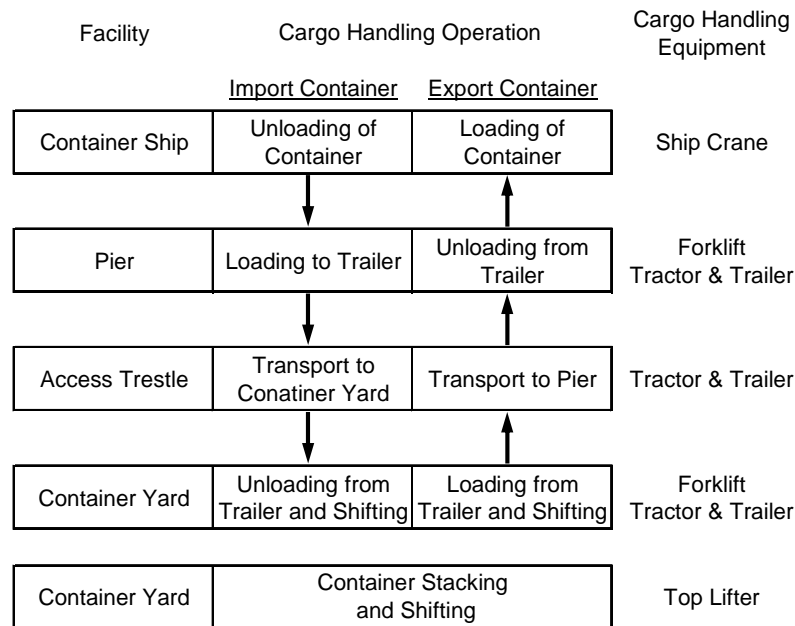 Facility
Cargo Handling Operation
Cargo Handling
Equipment
Import Container
Export Container
Container Ship
Unloading of
Container
Loading of
Container
Ship Crane
Pier
Loading to Trailer
Unloading from
Trailer
Forklift
Tractor & Trailer
Access Trestle
Transport to
Conatiner Yard
Transport to Pier
Tractor & Trailer
Container Yard
Unloading from
Trailer and Shifting
Loading from
Trailer and Shifting
Forklift
Tractor & Trailer
Container Yard
Container Stacking
and Shifting
Top Lifter